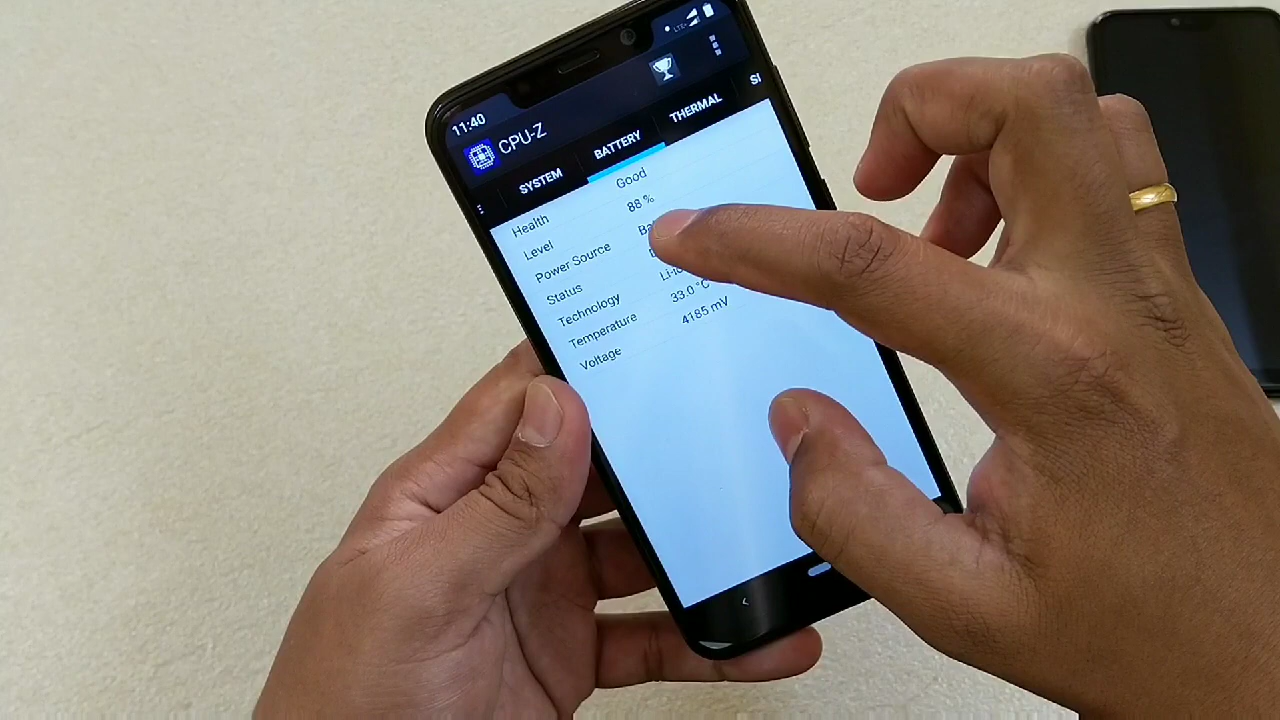 11:40
LTE
CPU-Z
SYSTEM BATTERY THERMAL
Health Good
Level 88 %
Power Source
Status
Technology
Temperature 33.0 °C
Voltage 4185 mV